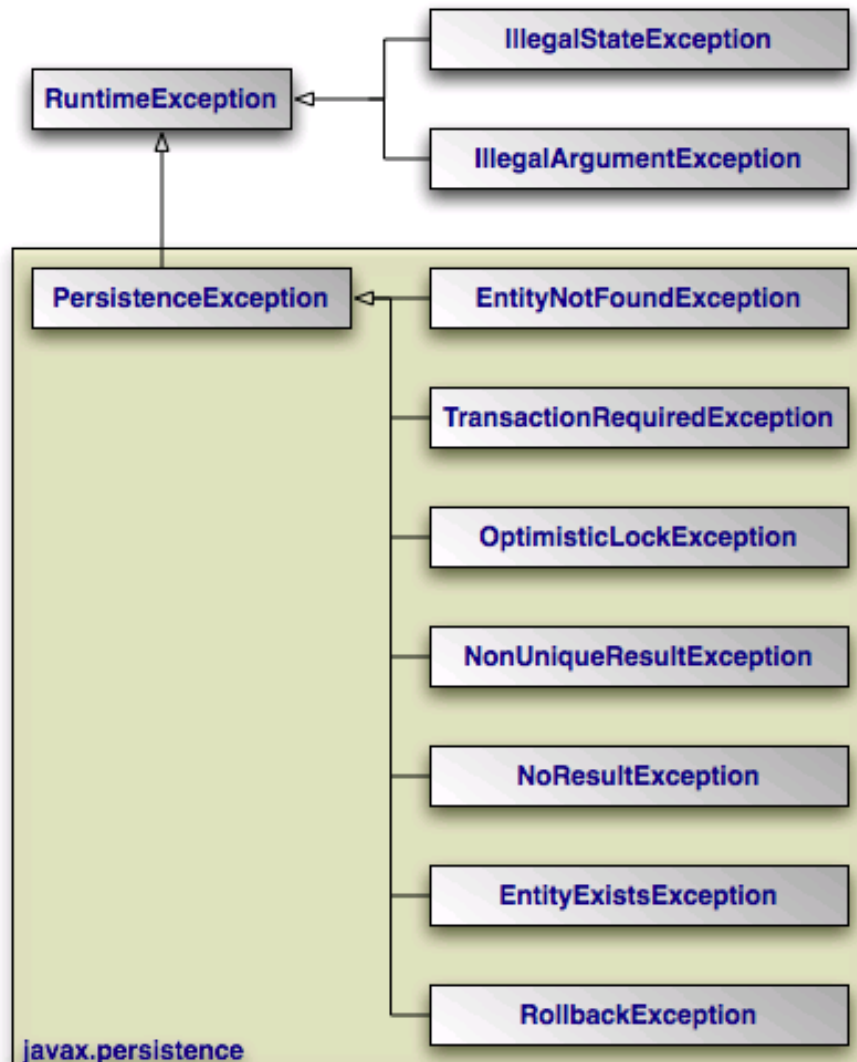 IllegalStateException
RuntimeException
IllegalArgumentException
PersistenceException
EntityNotFoundException
TransactionRequiredException
OptimisticLockException
NonUniqueResultException
NoResultException
EntityExistsException
RollbackException
javax.persistence